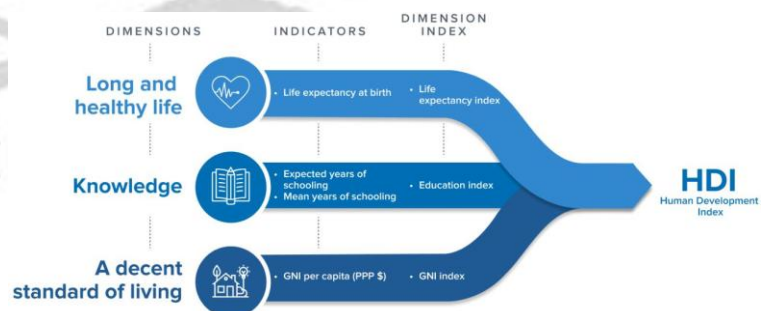 DIMENSIONS
INDICATORS
DIMENSION
INDEX
Long and
healthy life
• Life expectancy at birth
• Life
expectancy index
Knowledge
• Expected years of
schooling
• Mean years of schooling
• Education index
A decent
standard of living
• GNI per capita (PPP $)
• GNI index
HDI
Human Development
Index